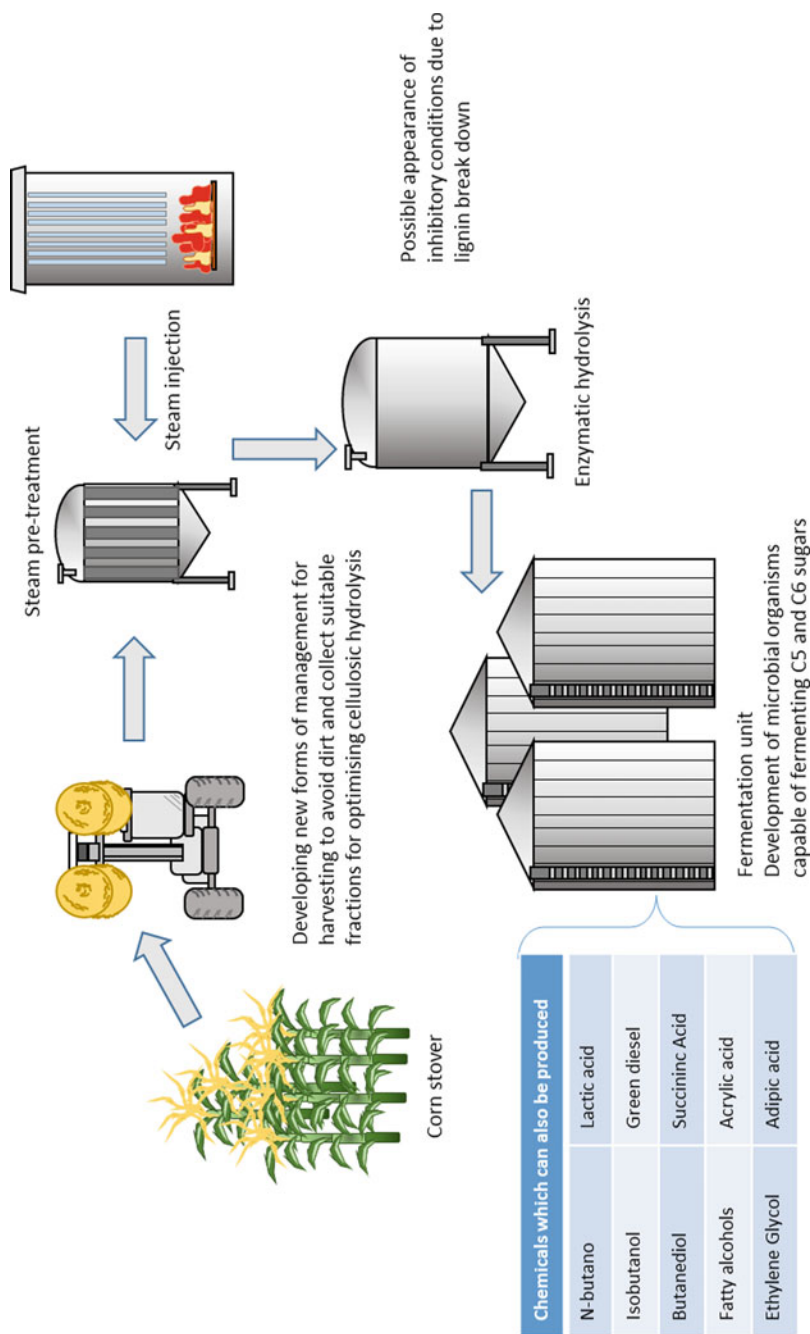 Corn stover
Developing new forms of management for
harvesting to avoid dirt and collect suitable
fractions for optimising cellulosic hydrolysis
Steam pre-treatment
Steam injection
Enzymatic hydrolysis
Possible appearance of
inhibitory conditions due to
lignin break down
Fermentation unit
Development of microbial organisms
capable of fermenting C5 and C6 sugars
Chemicals which can also be produced
N-butano Lactic acid
Isobutanol Green diesel
Butanediol Succininc Acid
Fatty alcohols Acrylic acid
Ethylene Glycol Adipic acid